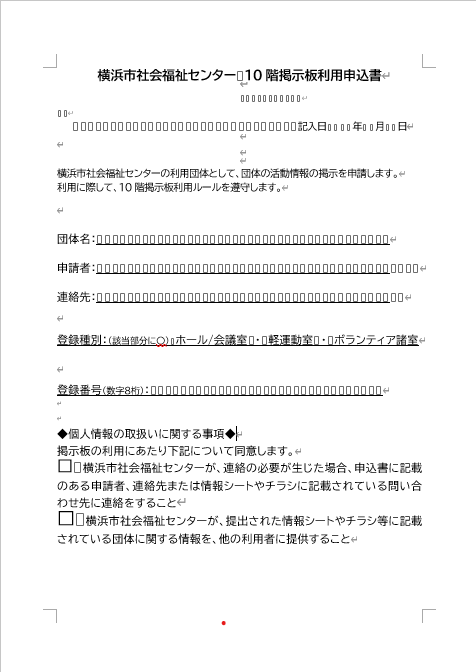 横浜市社会福祉センター 10 階掲示板利用申込書
記入日 年 月 日
横浜市社会福祉センターの利用団体として、団体の活動情報の掲示を申請します。
利用に際して、10 階掲示板利用ルールを遵守します。
団体名：
申請者：
連絡先：
登録種別：(該当部分に〇) ホール/会議室 ・ 軽運動室 ・ ボランティア諸室
登録番号(数字8桁)：
◆個人情報の取扱いに関する事項◆
掲示板の利用にあたり下記について同意します。
□ 横浜市社会福祉センターが、連絡の必要が生じた場合、申込書に記載
のある申請者、連絡先または情報シートやチラシに記載されている問い合
わせ先に連絡をすること
□ 横浜市社会福祉センターが、提出された情報シートやチラシ等に記載
されている団体に関する情報を、他の利用者に提供すること